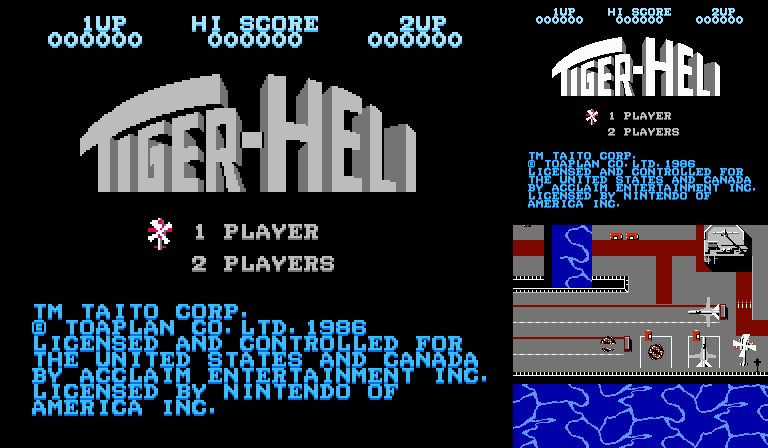 1UP HI SCORE 2UP
000000 000000 000000
TIGER-HELI
1 PLAYER
2 PLAYERS
TM TAITO CORP.
© TOAPLAN CO.LTD.1986
LICENSED AND CONTROLLED FOR
THE UNITED STATES AND CANADA
BY ACCLAIM ENTERTAINMENT INC.
LICENSED BY NINTENDO OF
AMERICA INC.
1UP HI SCORE 2UP
000000 000000 000000
TIGER-HELI
1 PLAYER
2 PLAYERS
TM TAITO CORP.
© TOAPLAN CO.LTD.1986
LICENSED AND CONTROLLED FOR
THE UNITED STATES AND CANADA
BY ACCLAIM ENTERTAINMENT INC.
LICENSED BY NINTENDO OF
AMERICA INC.